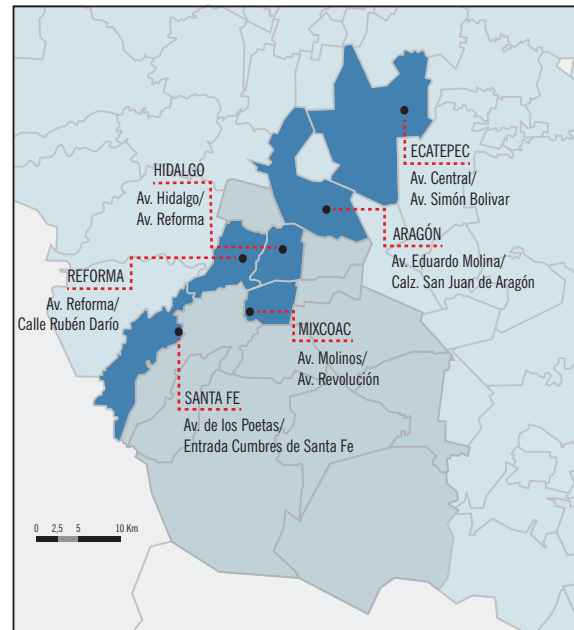 ECATEPEC
Av. Central/
Av. Simón Bolivar
HIDALGO
Av. Hidalgo/
Av. Reforma
ARAGÓN
Av. Eduardo Molina/
Calz. San Juan de Aragón
REFORMA
Av. Reforma/
Calle Rubén Darío
MIXCOAC
Av. Molinos/
Av. Revolución
SANTA FE
Av. de los Poetas/
Entrada Cumbres de Santa Fe
0 2,5 5 10 Km